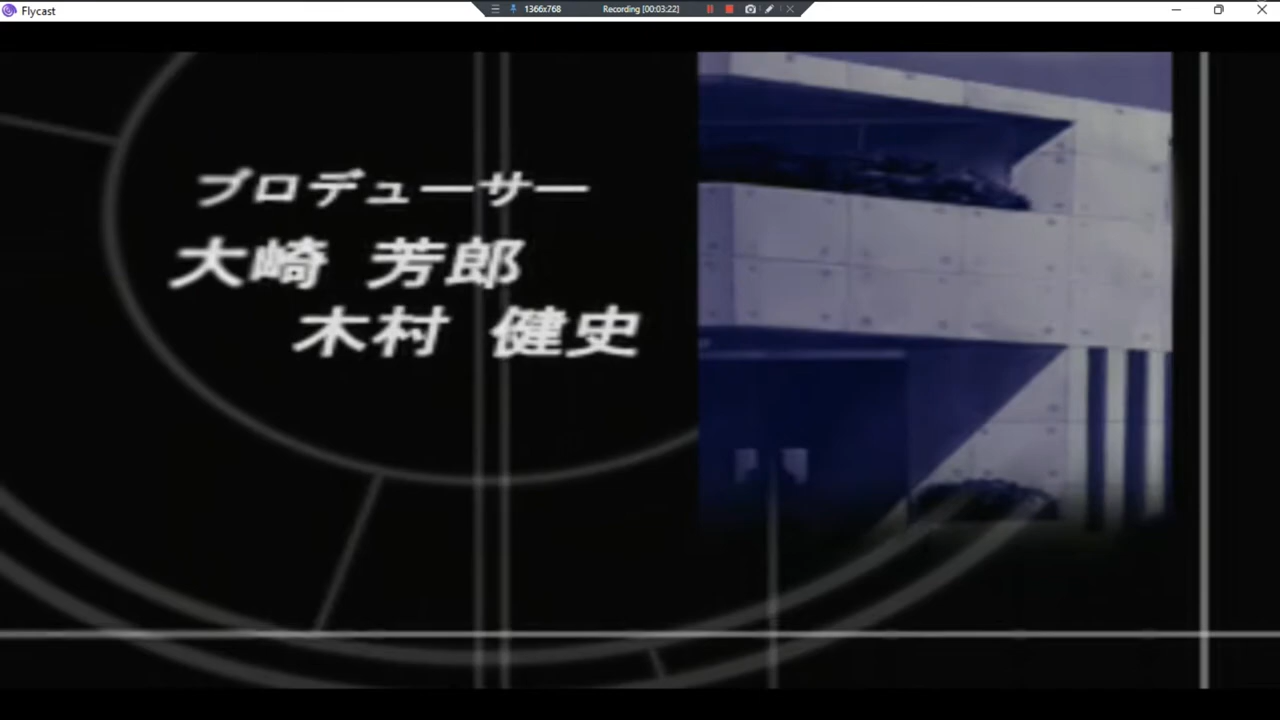 Flycast
1366x768
Recording [00:03:22]
プロデューサー
大崎 芳郎
木村 健史